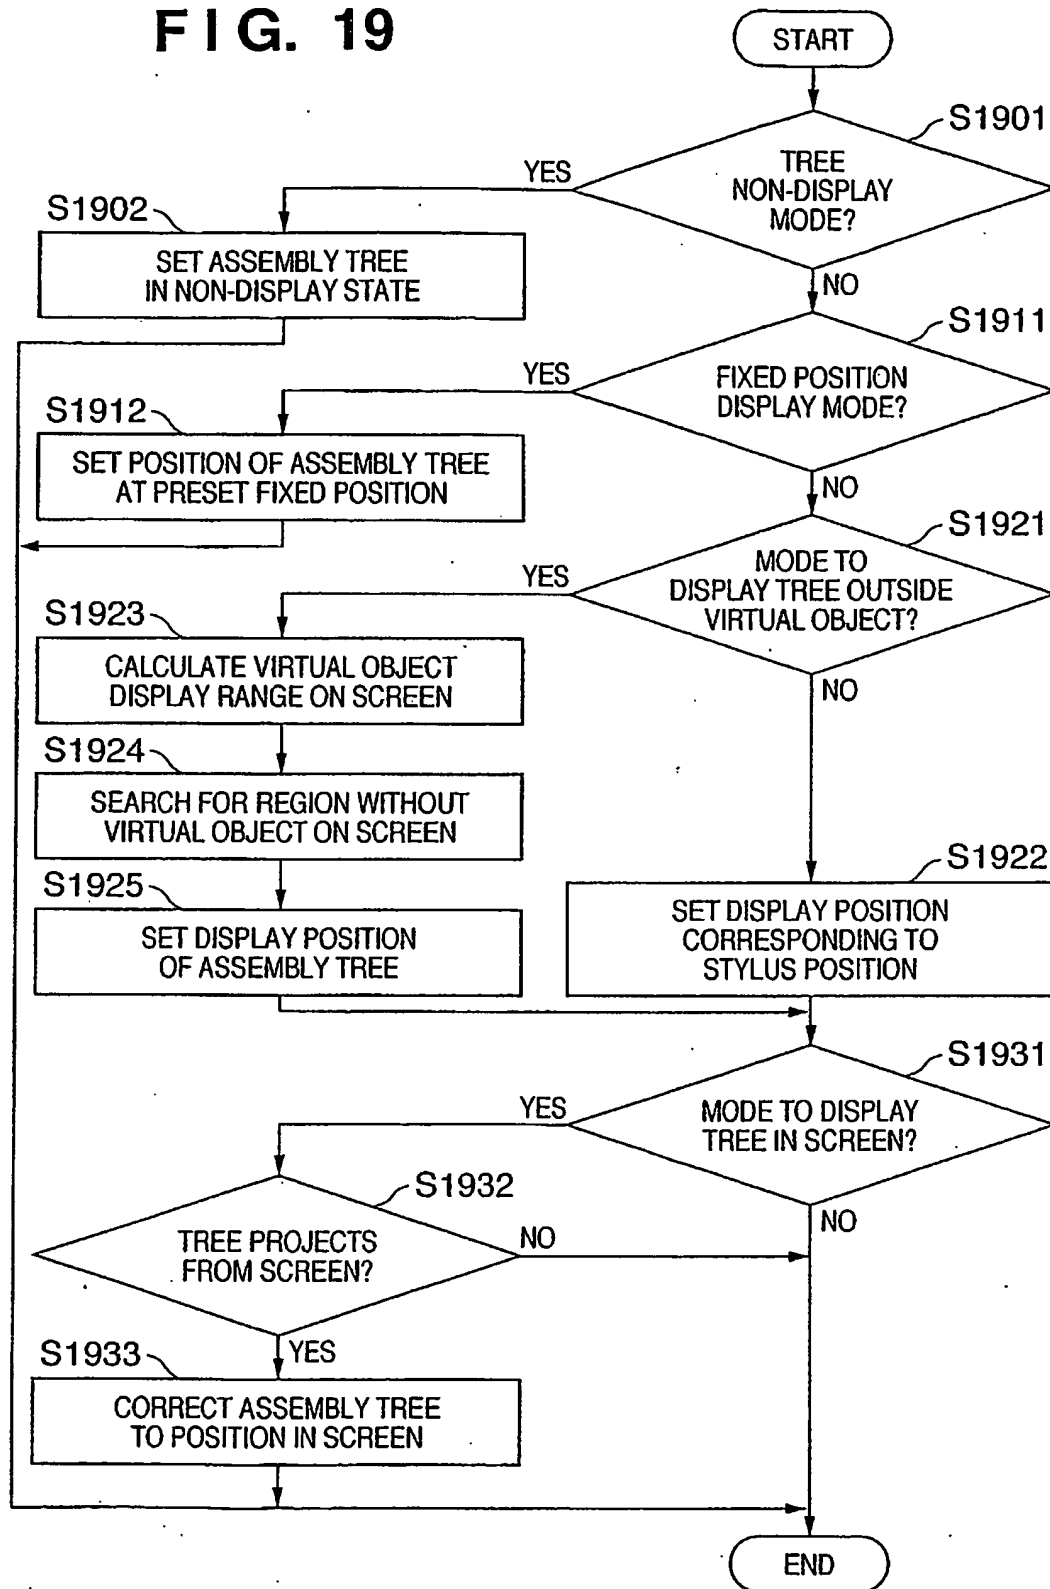 FIG. 19
START
S1901
TREE
NON-DISPLAY
MODE?
YES
NO
S1902
SET ASSEMBLY TREE
IN NON-DISPLAY STATE
S1911
FIXED POSITION
DISPLAY MODE?
YES
NO
S1912
SET POSITION OF ASSEMBLY TREE
AT PRESET FIXED POSITION
S1921
MODE TO
DISPLAY TREE OUTSIDE
VIRTUAL OBJECT?
YES
NO
S1923
CALCULATE VIRTUAL OBJECT
DISPLAY RANGE ON SCREEN
S1924
SEARCH FOR REGION WITHOUT
VIRTUAL OBJECT ON SCREEN
S1925
SET DISPLAY POSITION
OF ASSEMBLY TREE
S1922
SET DISPLAY POSITION
CORRESPONDING TO
STYLUS POSITION
S1931
MODE TO DISPLAY
TREE IN SCREEN?
YES
NO
S1932
TREE PROJECTS
FROM SCREEN?
NO
YES
S1933
CORRECT ASSEMBLY TREE
TO POSITION IN SCREEN
END